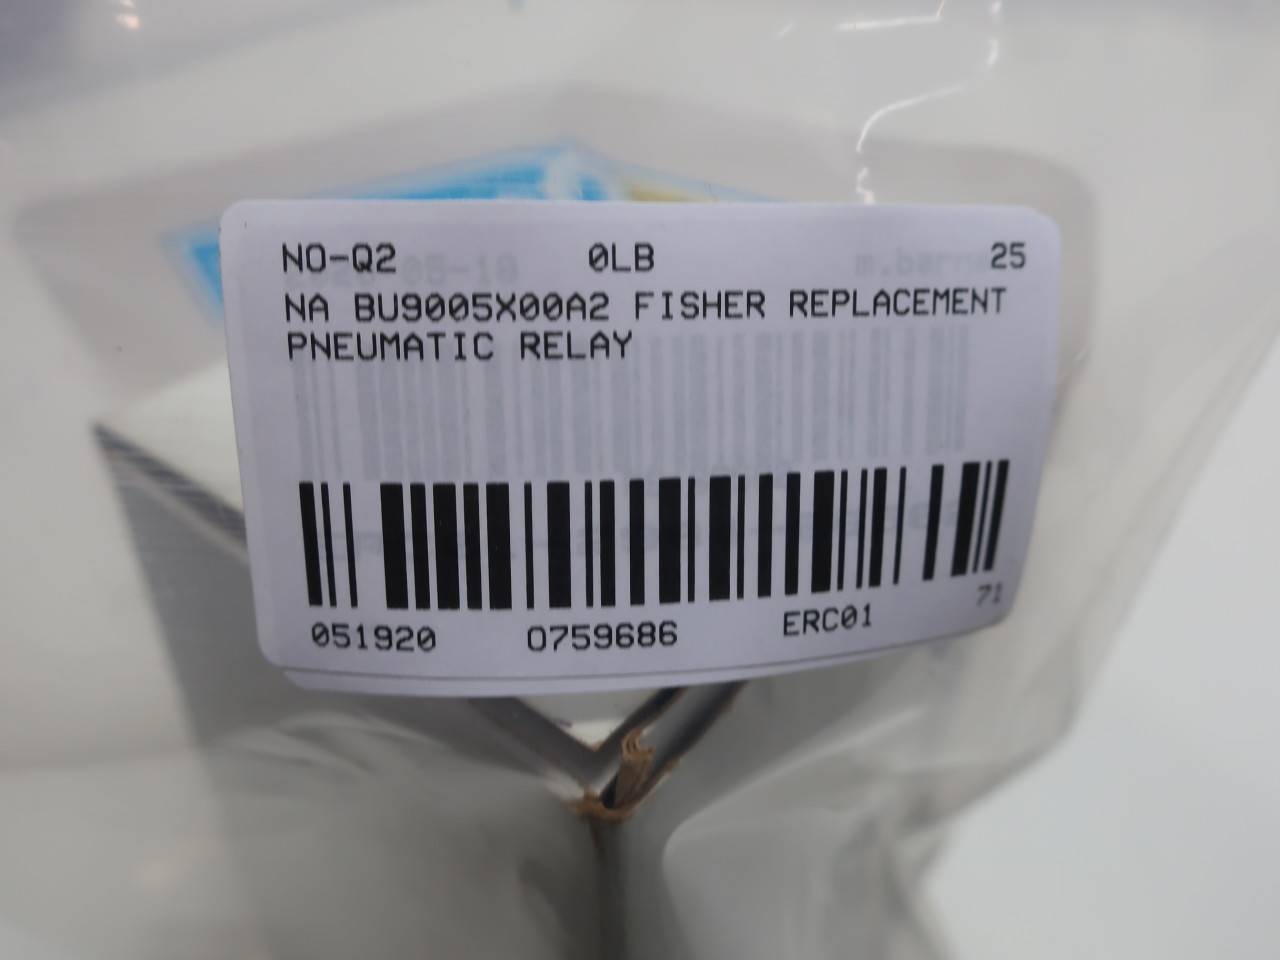 NO-Q2 0LB 25
NA BU9005X00A2 FISHER REPLACEMENT
PNEUMATIC RELAY
051920 0759686 ERC01 71